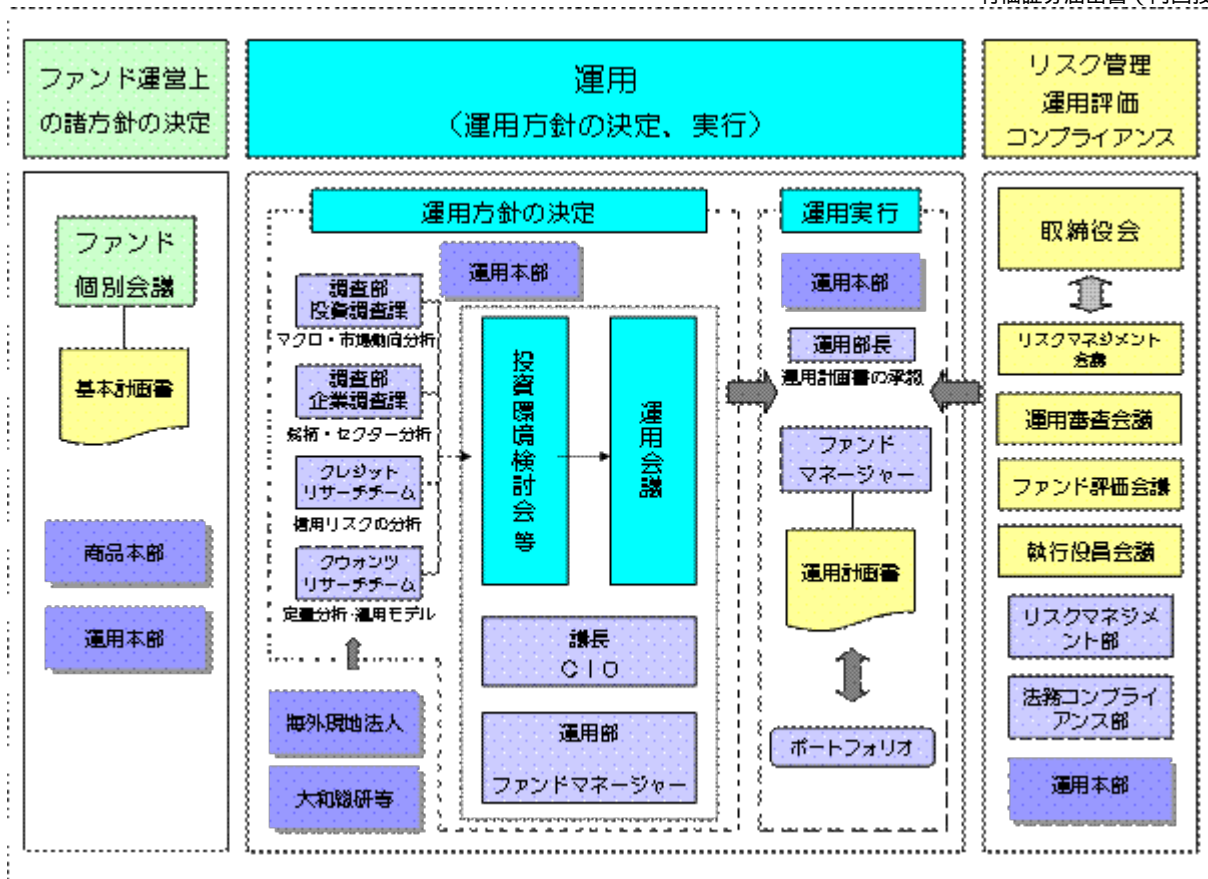 ファンド運営上
の諸方針の決定
運用
(運用方針の決定、実行)
リスク管理
運用評価
コンプライアンス
ファンド
個別会議
基本計画書
商品本部
運用本部
運用方針の決定
運用本部
調査部
投資調査課
マクロ・市場動向分析
調査部
企業調査課
銘柄・セクター分析
クレジット
リサーチチーム
信用リスクの分析
クウォンツ
リサーチチーム
定量分析・運用モデル
海外現地法人
大和総研等
投資環境検討会等
運用会議
議長
CIO
運用部
ファンドマネージャー
運用実行
運用本部
運用部長
運用計画書の承認
ファンド
マネージャー
運用計画書
ポートフォリオ
取締役会
リスクマネジメント
会議
運用審査会議
ファンド評価会議
執行役員会議
リスクマネジメ
ント部
法務コンプライ
アンス部
運用本部